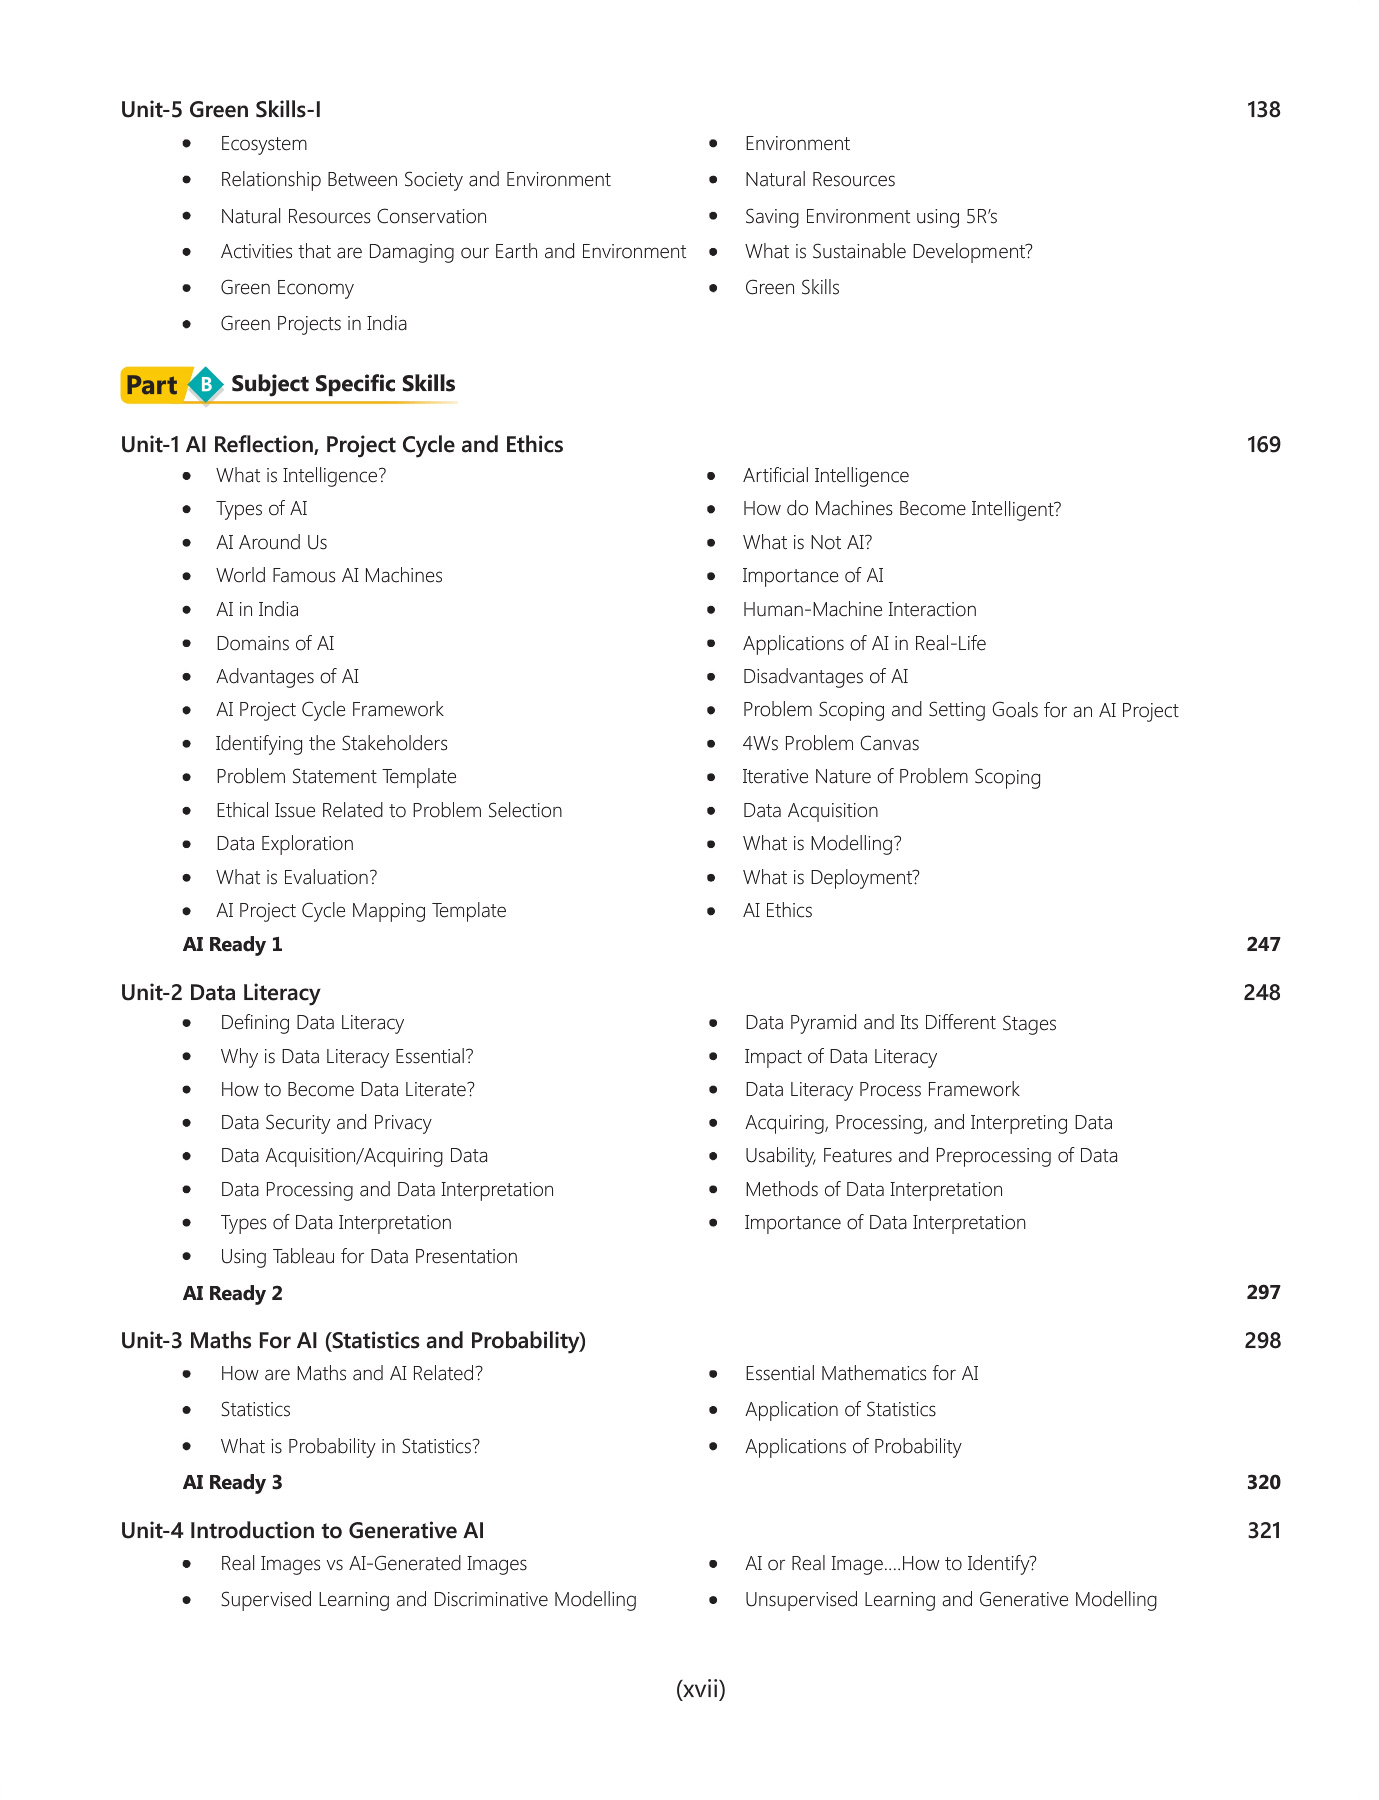 Unit-5 Green Skills-I 138
• Ecosystem • Environment
• Relationship Between Society and Environment • Natural Resources
• Natural Resources Conservation • Saving Environment using 5R’s
• Activities that are Damaging our Earth and Environment • What is Sustainable Development?
• Green Economy • Green Skills
• Green Projects in India
Part B Subject Specific Skills
Unit-1 AI Reflection, Project Cycle and Ethics 169
• What is Intelligence? • Artificial Intelligence
• Types of AI • How do Machines Become Intelligent?
• AI Around Us • What is Not AI?
• World Famous AI Machines • Importance of AI
• AI in India • Human-Machine Interaction
• Domains of AI • Applications of AI in Real-Life
• Advantages of AI • Disadvantages of AI
• AI Project Cycle Framework • Problem Scoping and Setting Goals for an AI Project
• Identifying the Stakeholders • 4Ws Problem Canvas
• Problem Statement Template • Iterative Nature of Problem Scoping
• Ethical Issue Related to Problem Selection • Data Acquisition
• Data Exploration • What is Modelling?
• What is Evaluation? • What is Deployment?
• AI Project Cycle Mapping Template • AI Ethics
AI Ready 1 247
Unit-2 Data Literacy 248
• Defining Data Literacy • Data Pyramid and Its Different Stages
• Why is Data Literacy Essential? • Impact of Data Literacy
• How to Become Data Literate? • Data Literacy Process Framework
• Data Security and Privacy • Acquiring, Processing, and Interpreting Data
• Data Acquisition/Acquiring Data • Usability, Features and Preprocessing of Data
• Data Processing and Data Interpretation • Methods of Data Interpretation
• Types of Data Interpretation • Importance of Data Interpretation
• Using Tableau for Data Presentation
AI Ready 2 297
Unit-3 Maths For AI (Statistics and Probability) 298
• How are Maths and AI Related? • Essential Mathematics for AI
• Statistics • Application of Statistics
• What is Probability in Statistics? • Applications of Probability
AI Ready 3 320
Unit-4 Introduction to Generative AI 321
• Real Images vs AI-Generated Images • AI or Real Image....How to Identify?
• Supervised Learning and Discriminative Modelling • Unsupervised Learning and Generative Modelling
(xvii)